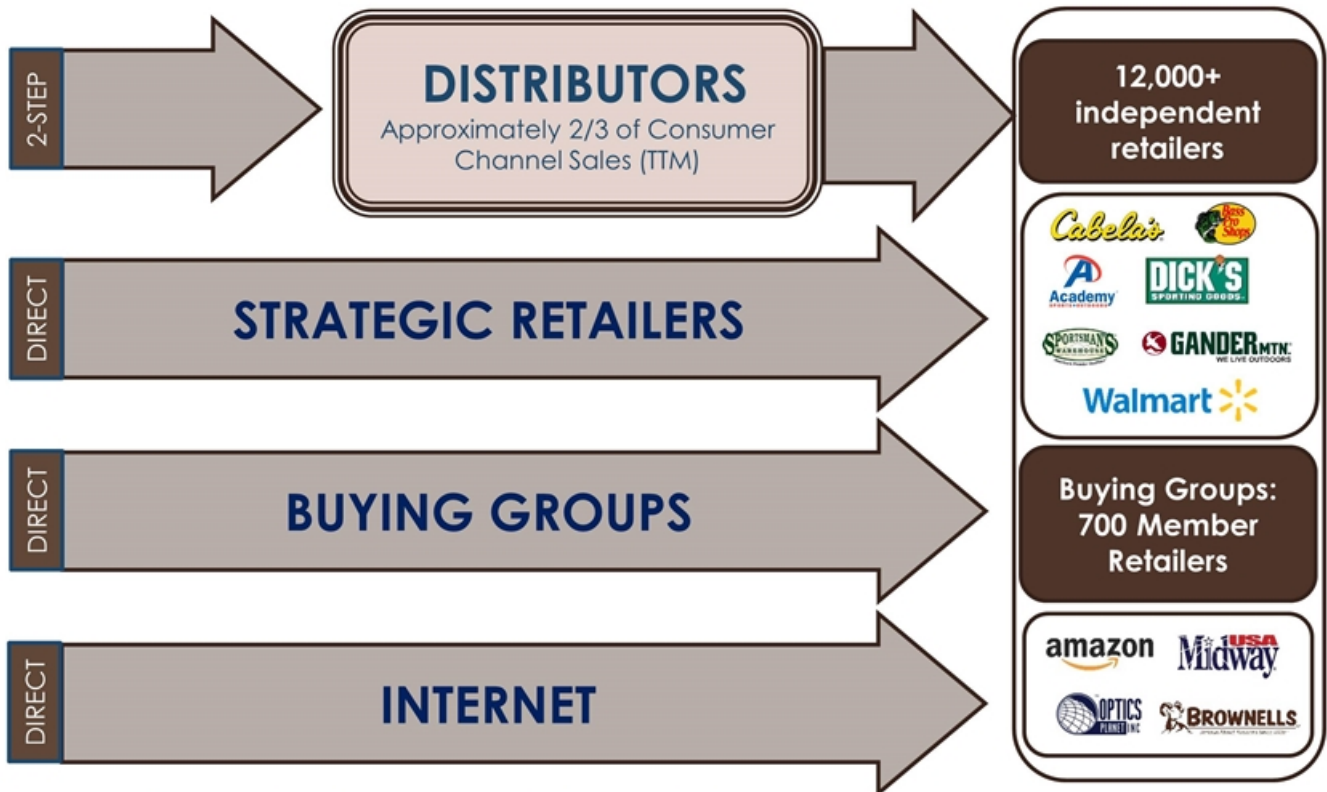 2-STEP
DISTRIBUTORS
Approximately 2/3 of Consumer
Channel Sales (TTM)
12,000+
independent
retailers
DIRECT
STRATEGIC RETAILERS
Cabela's
Bass
Pro
Shops
Academy
SPORTS+OUTDOORS
DICK'S
SPORTING GOODS
SPORTSMAN'S
WAREHOUSE
GANDER MTN.
WE LIVE OUTDOORS
Walmart
DIRECT
BUYING GROUPS
Buying Groups:
700 Member
Retailers
DIRECT
INTERNET
amazon
MidwayUSA
OPTICS
PLANET INC
BROWNELLS